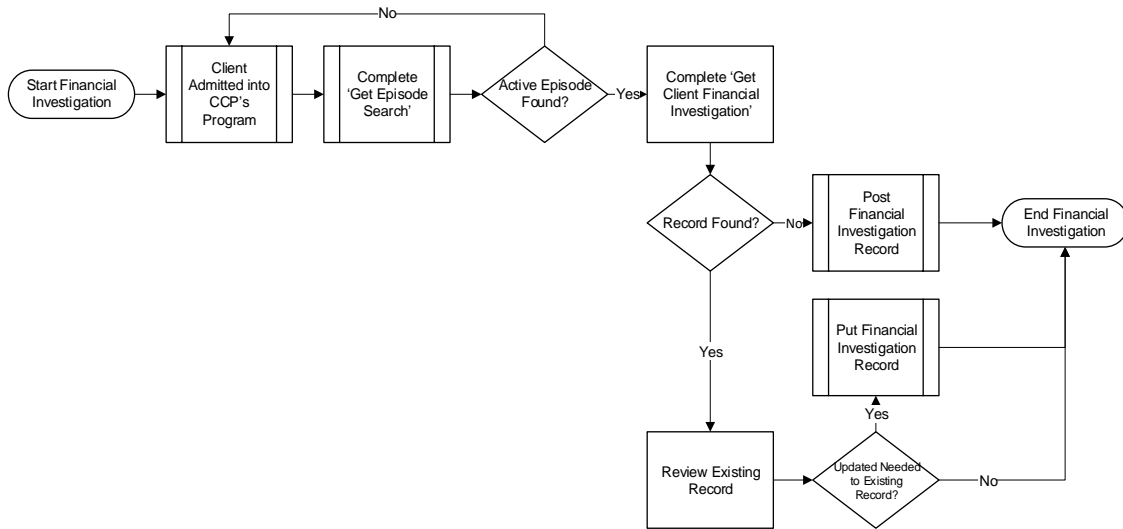 No
Start Financial
Investigation
Client
Admitted into
CCP's
Program
Complete
'Get Episode
Search'
Active Episode
Found?
Yes
Complete 'Get
Client Financial
Investigation'
Record Found?
No
Post
Financial
Investigation
Record
End Financial
Investigation
Yes
Put Financial
Investigation
Record
Yes
Review Existing
Record
Updated Needed
to Existing
Record?
No